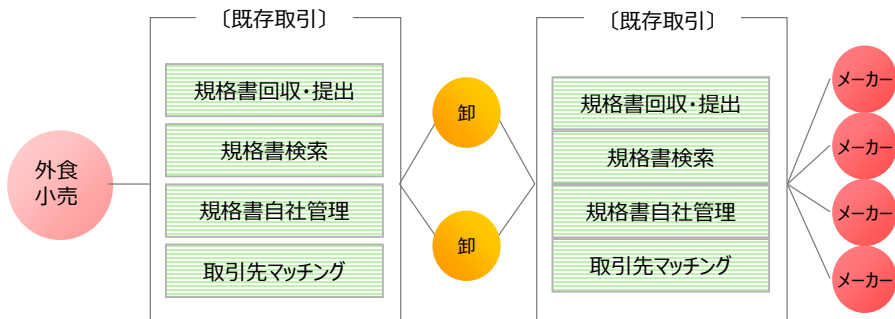 外食
小売
〔既存取引〕
規格書回収・提出
規格書検索
規格書自社管理
取引先マッチング
卸
卸
〔既存取引〕
規格書回収・提出
規格書検索
規格書自社管理
取引先マッチング
メーカー
メーカー
メーカー
メーカー